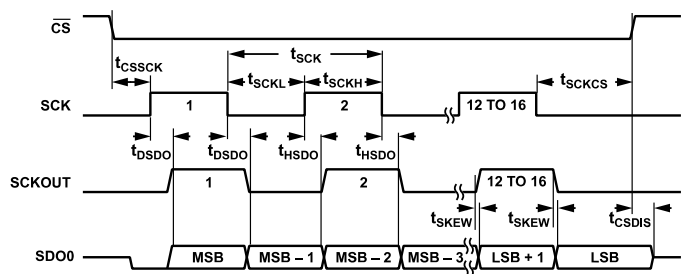 CS
tCSSCK
tSCK
tSCKL
tSCKH
tSCKCS
SCK
1
2
12 TO 16
tDSDO
tDSDO
tHSDO
tHSDO
SCKOUT
1
2
12 TO 16
tSKEW
tSKEW
tCSDIS
SDO0
MSB
MSB – 1
MSB – 2
MSB – 3
LSB + 1
LSB